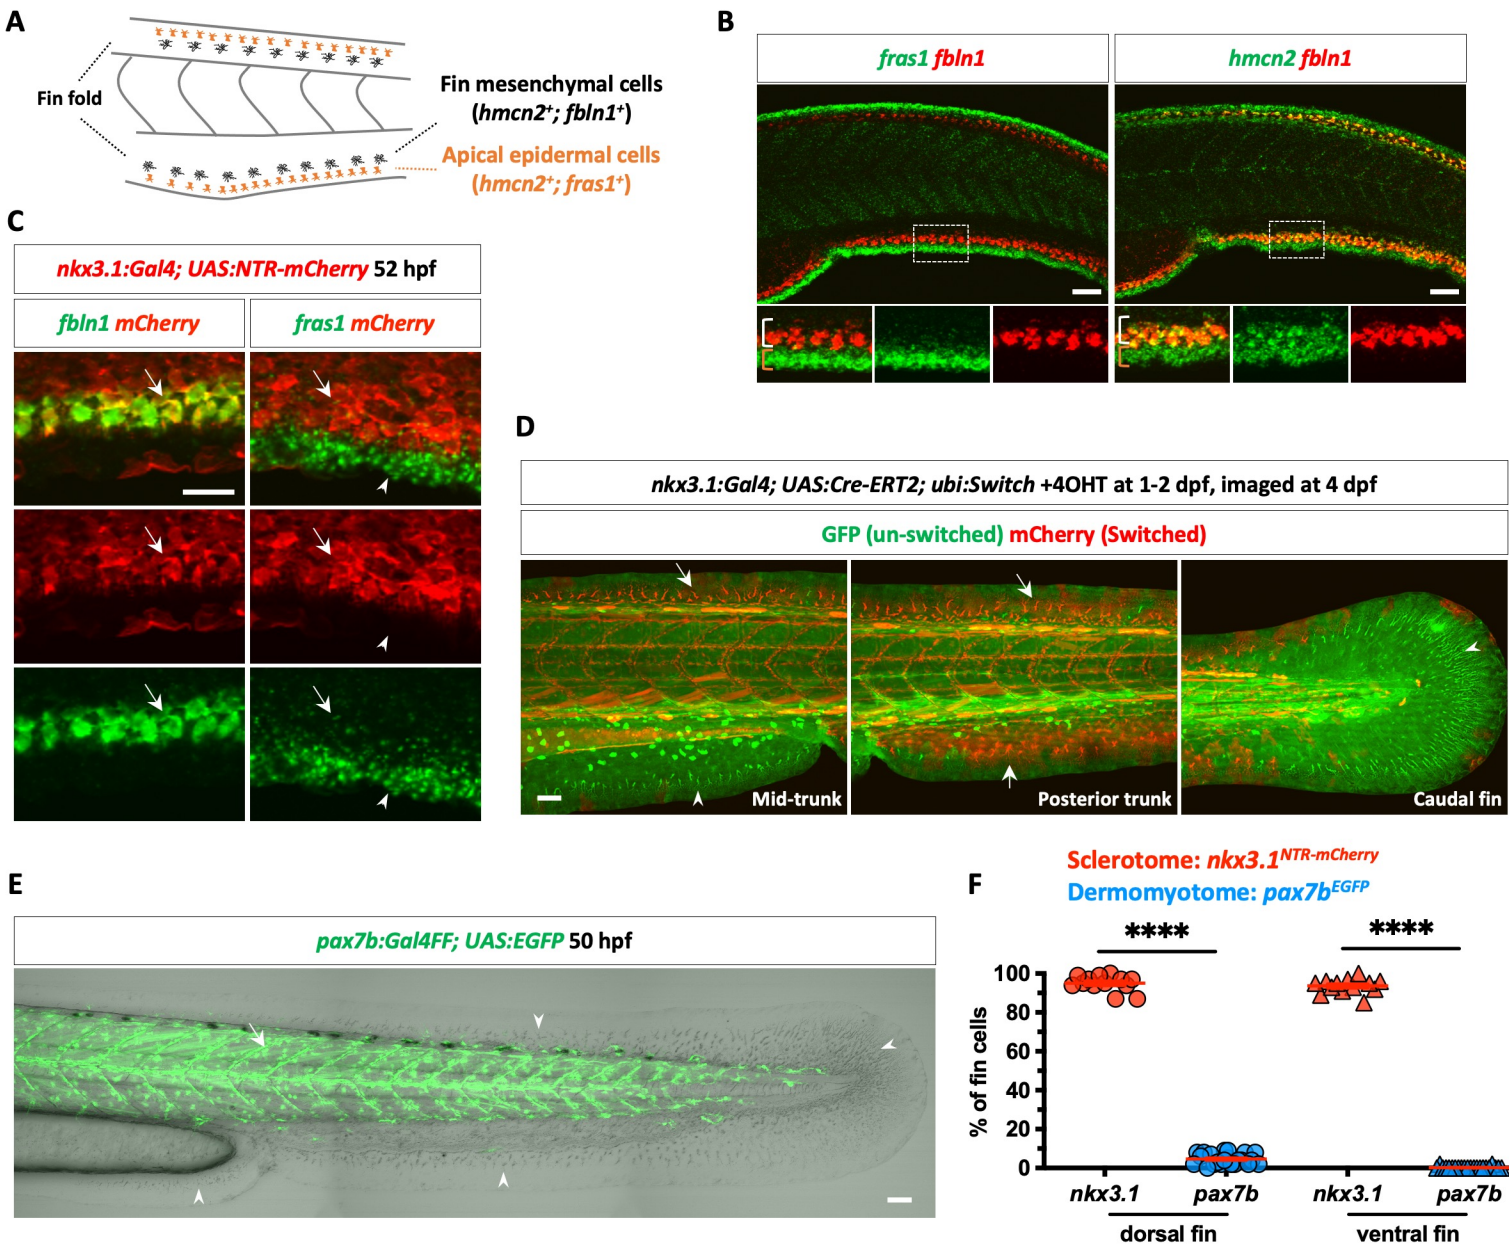 A
Fin fold
Fin mesenchymal cells
(hmcn2+; fbln1+)
Apical epidermal cells
(hmcn2+; fras1+)
B
fras1 fbln1
hmcn2 fbln1
C
nkx3.1:Gal4; UAS:NTR-mCherry 52 hpf
fbln1 mCherry
fras1 mCherry
D
nkx3.1:Gal4; UAS:Cre-ERT2; ubi:Switch +4OHT at 1-2 dpf, imaged at 4 dpf
GFP (un-switched) mCherry (Switched)
Mid-trunk
Posterior trunk
Caudal fin
E
pax7b:Gal4FF; UAS:EGFP 50 hpf
F
Sclerotome: nkx3.1NTR-mCherry
Dermomyotome: pax7bEGFP
**** ****
% of fin cells
100
80
60
40
20
0
nkx3.1 pax7b nkx3.1 pax7b
dorsal fin ventral fin